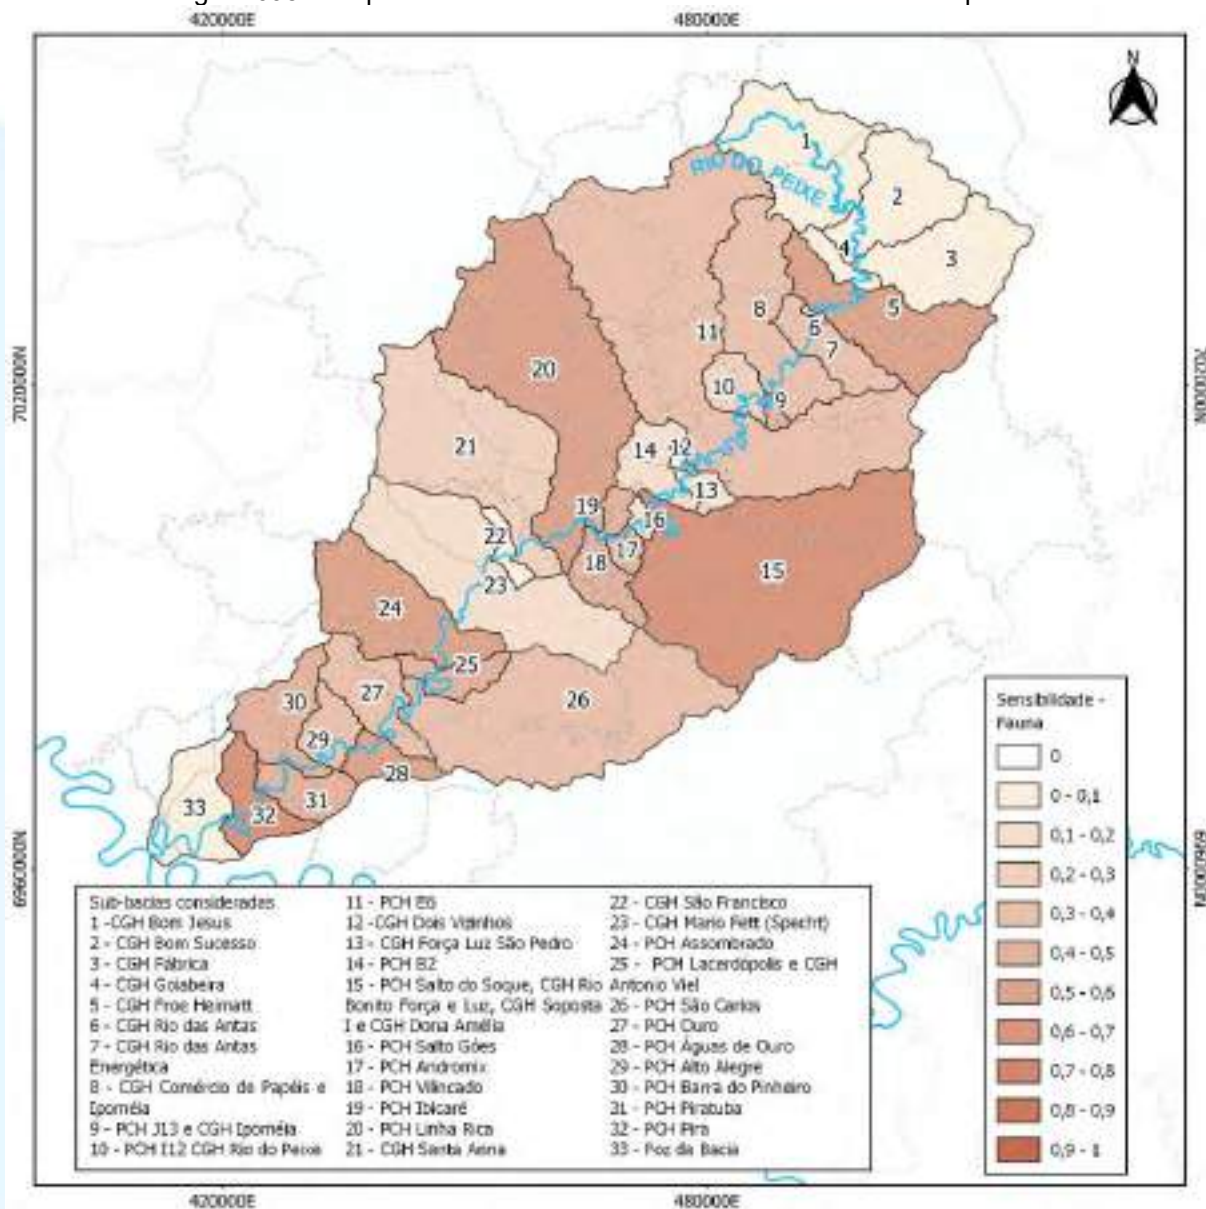 420000E
480000E
N
RIO DO PEIXE
1
2
3
4
5
6
7
8
9
10
11
12
13
14
15
16
17
18
19
20
21
22
23
24
25
26
27
28
29
30
31
32
33
7020000N
7020000N
6960000N
6960000N
Sensibilidade -
Fauna
0
0 - 0,1
0,1 - 0,2
0,2 - 0,3
0,3 - 0,4
0,4 - 0,5
0,5 - 0,6
0,6 - 0,7
0,7 - 0,8
0,8 - 0,9
0,9 - 1
Sub-bacias consideradas
1 -CGH Bom Jesus
2 - CGH Bom Sucesso
3 - CGH Fábrica
4 - CGH Goiabeira
5 - CGH Froe Heimatt
6 - CGH Rio das Antas
7 - CGH Rio das Antas
Energética
8 - CGH Comércio de Papéis e
Ipoméia
9 - PCH J13 e CGH Ipoméia
10 - PCH I12 CGH Rio do Peixe
11 - PCH E6
12 -CGH Dois Vizinhos
13 - CGH Força Luz São Pedro
14 - PCH B2
15 - PCH Salto do Soque, CGH Rio
Bonito Força e Luz, CGH Soposta
I e CGH Dona Amélia
16 - PCH Salto Góes
17 - PCH Andromix
18 - PCH Vilincado
19 - PCH Ibicaré
20 - PCH Linha Rica
21 - CGH Santa Anna
22 - CGH São Francisco
23 - CGH Mario Fett (Specht)
24 - PCH Assombrado
25 - PCH Lacerdópolis e CGH
Antonio Viel
26 - PCH São Carlos
27 - PCH Ouro
28 - PCH Águas de Ouro
29 - PCH Alto Alegre
30 - PCH Barra do Pinheiro
31 - PCH Piratuba
32 - PCH Pira
33 - Foz da Bacia
420000E
480000E